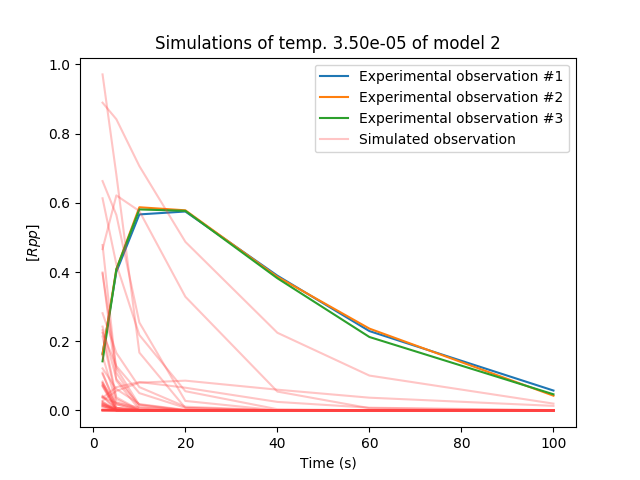 Simulations of temp. 3.50e-05 of model 2
Experimental observation #1
Experimental observation #2
Experimental observation #3
Simulated observation
[Rpp]
1.0
0.8
0.6
0.4
0.2
0.0
0 20 40 60 80 100
Time (s)